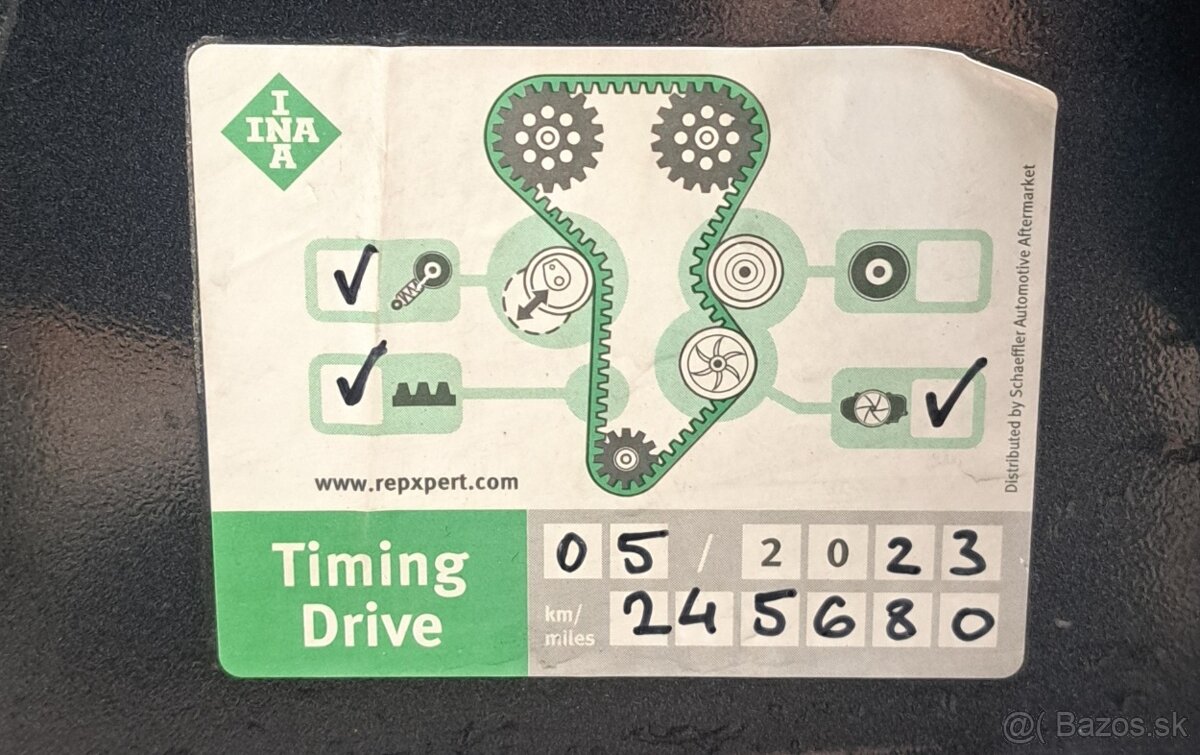 I
INA
A
Distributed by Schaeffler Automotive Aftermarket
www.repxpert.com
Timing
Drive
05/2023
km/
miles
245680
@( Bazos.sk